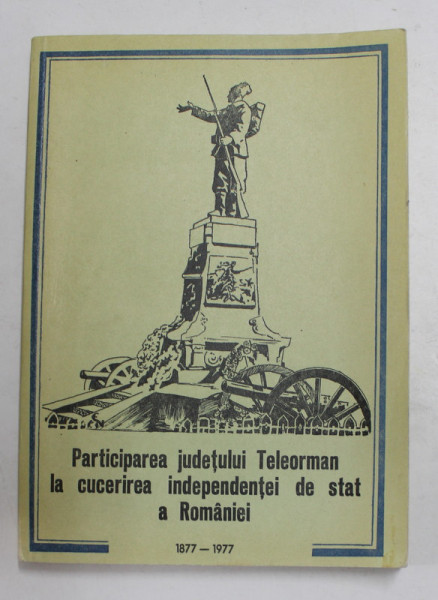 Participarea județului Teleorman
la cucerirea independenței de stat
a României
1877 — 1977